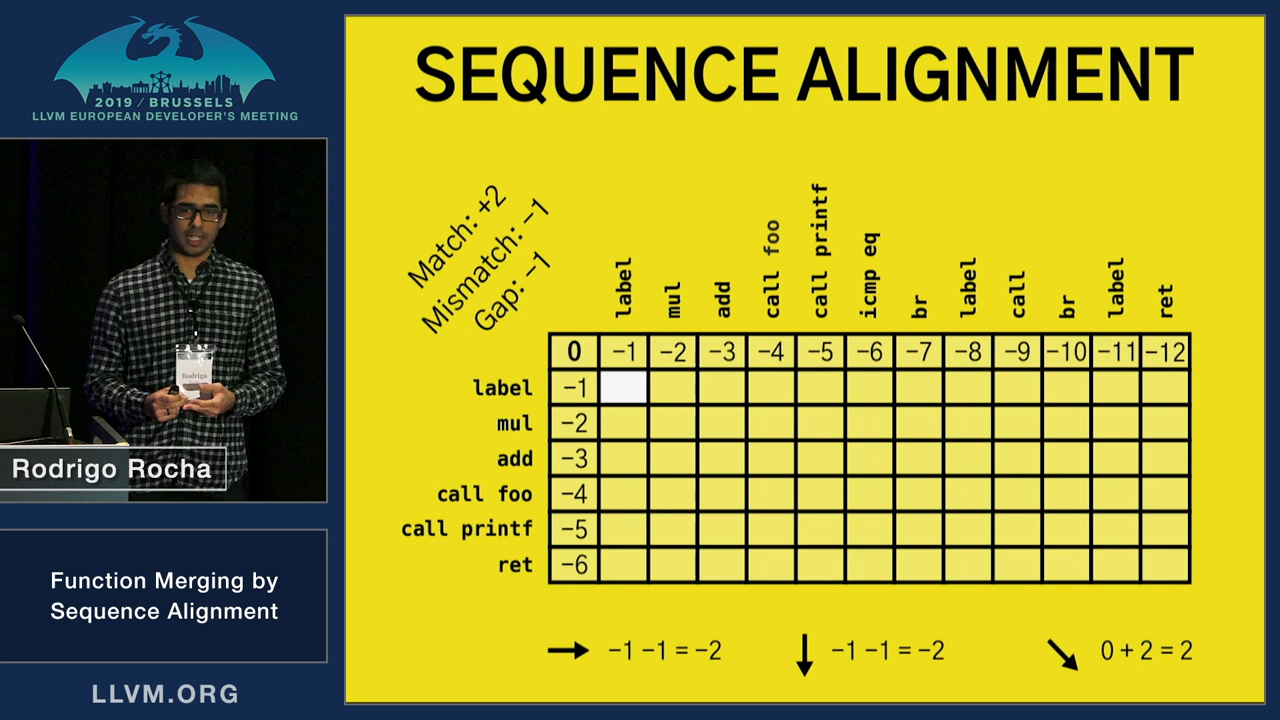 2019 / BRUSSELS
LLVM EUROPEAN DEVELOPER'S MEETING
Rodrigo
Rodrigo Rocha
Function Merging by
Sequence Alignment
LLVM.ORG
SEQUENCE ALIGNMENT
Match: +2
Mismatch: −1
Gap: −1
label mul add call foo call printf icmp eq br label call br label ret
0 −1 −2 −3 −4 −5 −6 −7 −8 −9 −10 −11 −12
label −1
mul −2
add −3
call foo −4
call printf −5
ret −6
→ −1 −1 = −2 ↓ −1 −1 = −2 ↘ 0 + 2 = 2